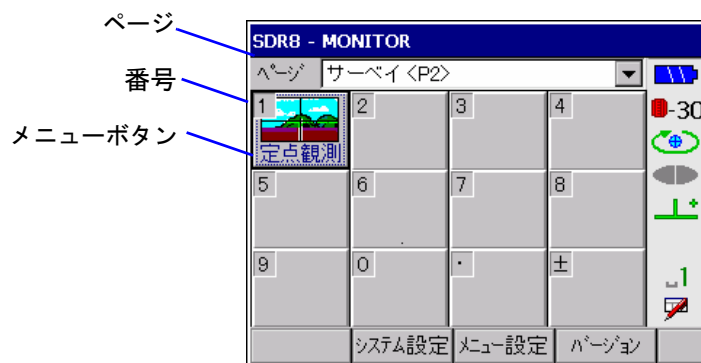 ページ
番号
メニューボタン
SDR8 - MONITOR
ページ サーベイ <P2>
1 2 3 4
定点観測
5 6 7 8
9 0 ・ ±
-30
1
システム設定 メニュー設定 バージョン